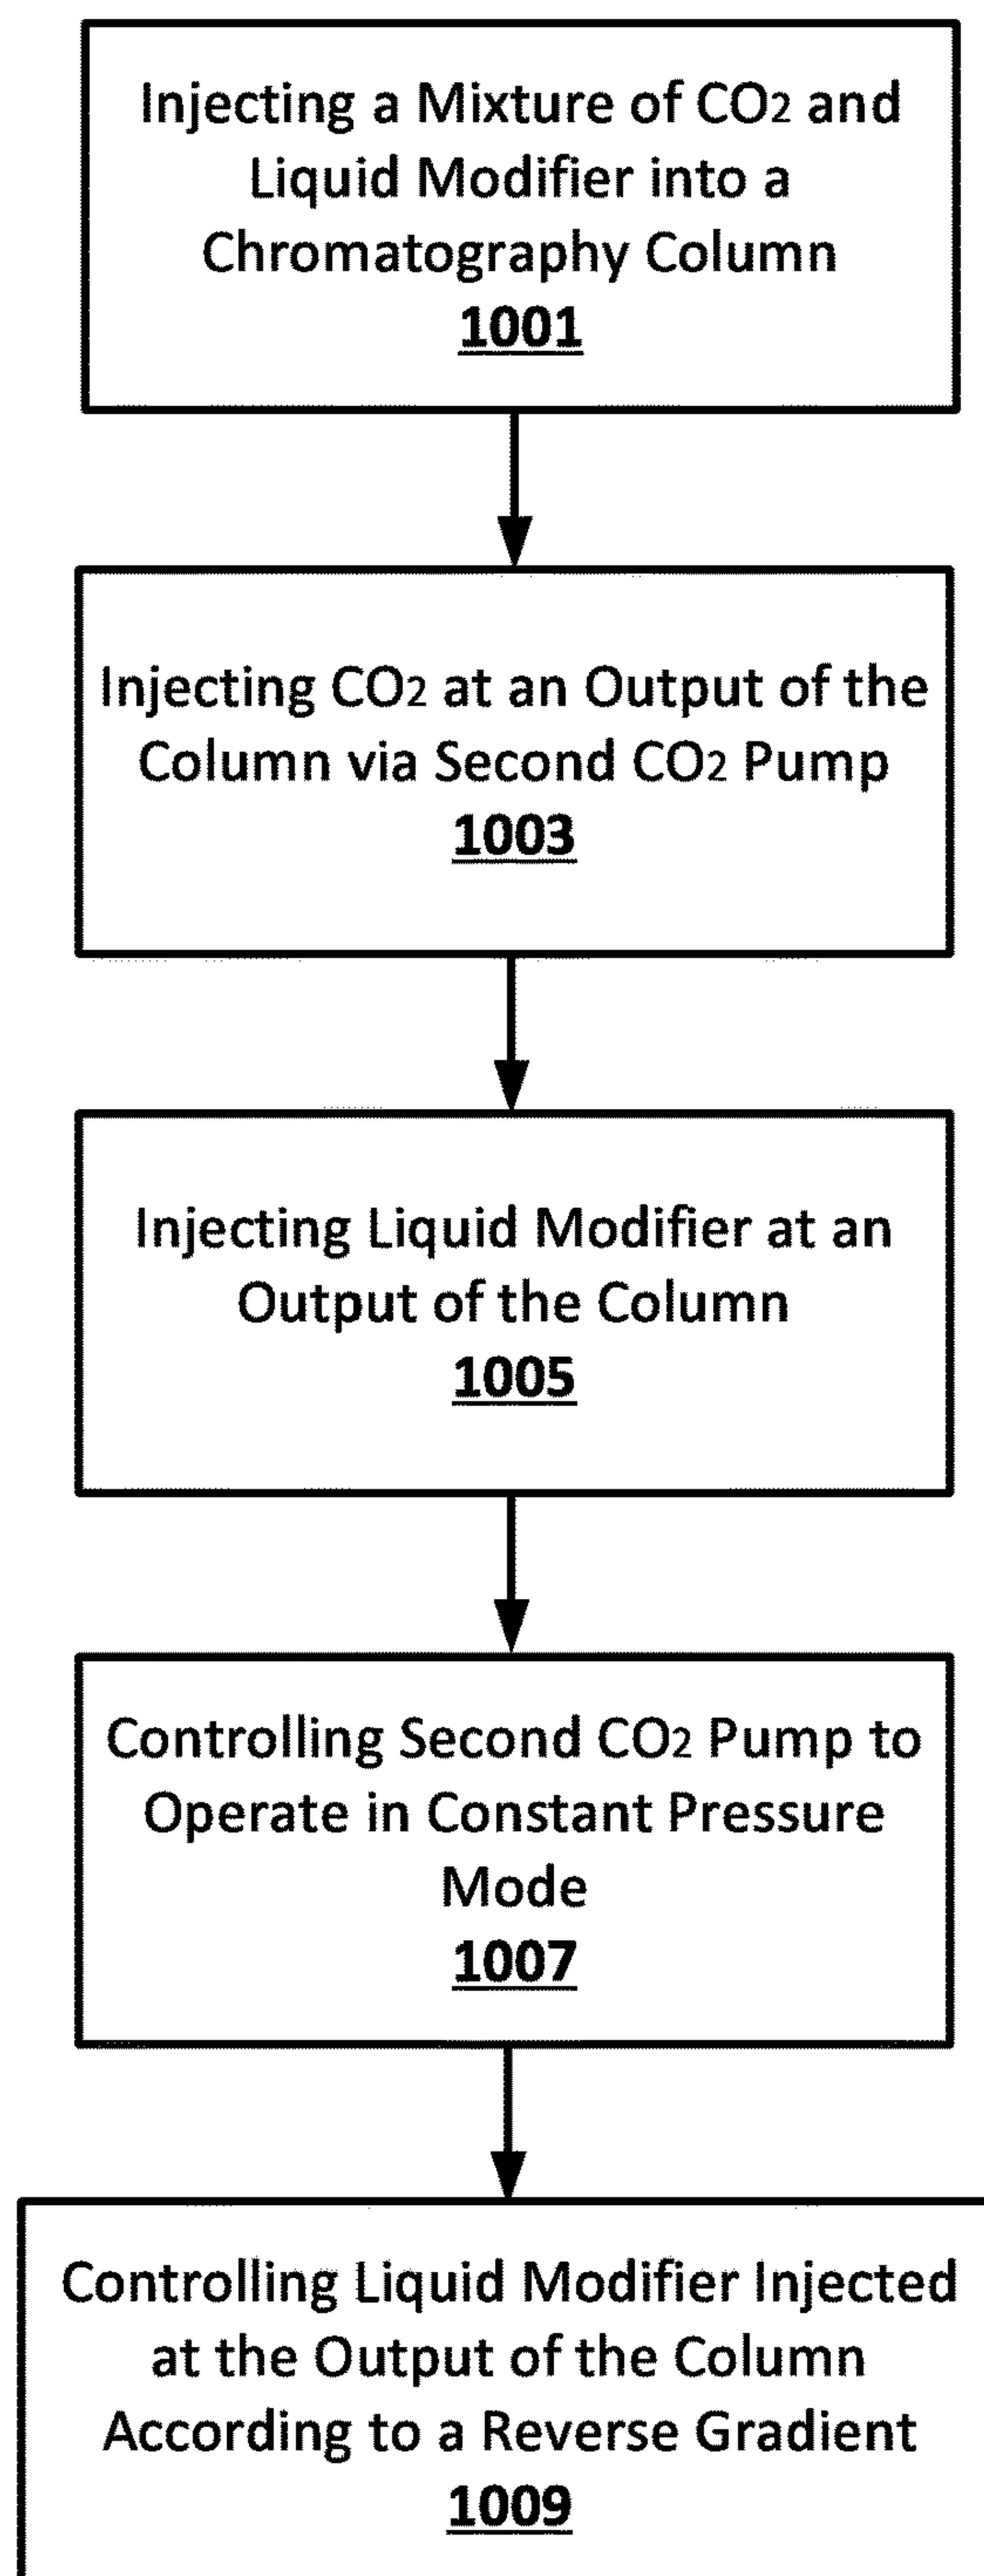 Injecting a Mixture of CO2 and
Liquid Modifier into a
Chromatography Column
1001
Injecting CO2 at an Output of the
Column via Second CO2 Pump
1003
Injecting Liquid Modifier at an
Output of the Column
1005
Controlling Second CO2 Pump to
Operate in Constant Pressure
Mode
1007
Controlling Liquid Modifier Injected
at the Output of the Column
According to a Reverse Gradient
1009